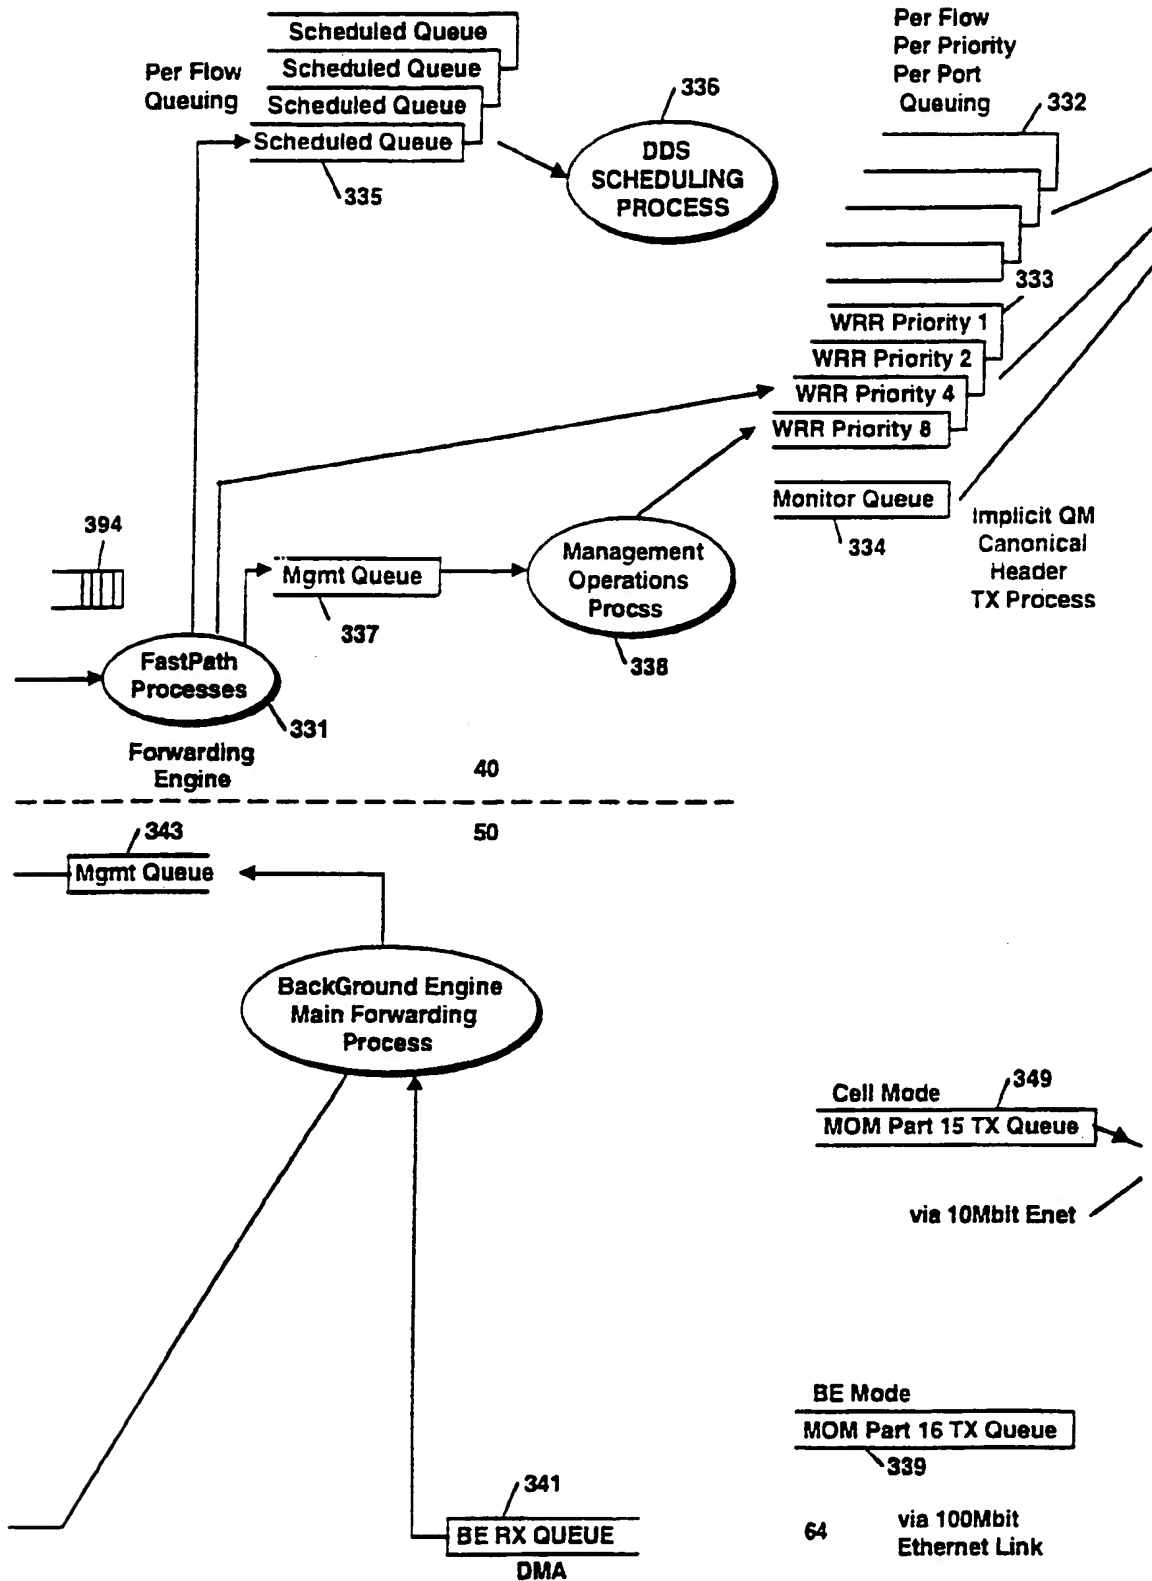 Scheduled Queue
Scheduled Queue
Scheduled Queue
Scheduled Queue
Per Flow
Queuing
335
336
DDS
SCHEDULING
PROCESS
Per Flow
Per Priority
Per Port
Queuing
332
333
WRR Priority 1
WRR Priority 2
WRR Priority 4
WRR Priority 8
Monitor Queue
334
Implicit QM
Canonical
Header
TX Process
394
Mgmt Queue
337
Management
Operations
Procss
338
FastPath
Processes
331
Forwarding
Engine
40
50
343
Mgmt Queue
BackGround Engine
Main Forwarding
Process
Cell Mode
349
MOM Part 15 TX Queue
via 10Mbit Enet
BE Mode
MOM Part 16 TX Queue
339
341
BE RX QUEUE
DMA
64
via 100Mbit
Ethernet Link